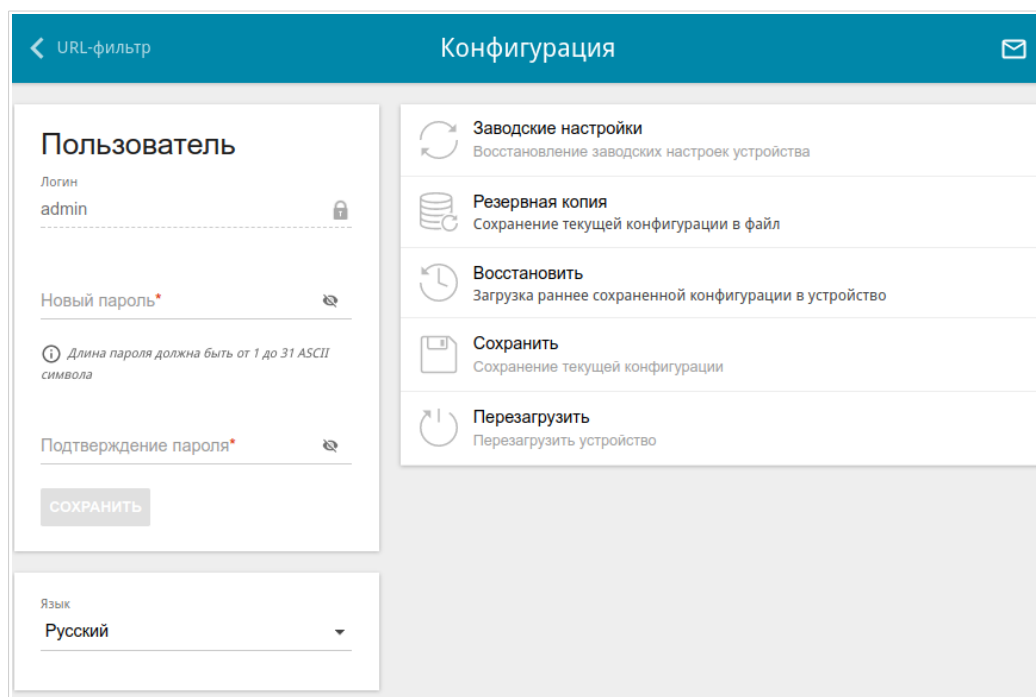 URL-фильтр
Конфигурация
Пользователь
Логин
admin
Новый пароль*
Длина пароля должна быть от 1 до 31 ASCII
символа
Подтверждение пароля*
СОХРАНИТЬ
Язык
Русский
Заводские настройки
Восстановление заводских настроек устройства
Резервная копия
Сохранение текущей конфигурации в файл
Восстановить
Загрузка раннее сохраненной конфигурации в устройство
Сохранить
Сохранение текущей конфигурации
Перезагрузить
Перезагрузить устройство